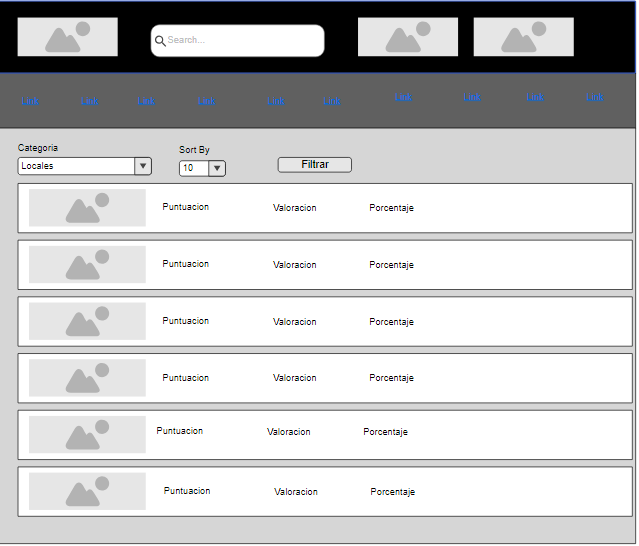 Search...
Link Link Link Link Link Link Link Link Link Link
Categoria Sort By
Locales 10 Filtrar
Puntuacion Valoracion Porcentaje
Puntuacion Valoracion Porcentaje
Puntuacion Valoracion Porcentaje
Puntuacion Valoracion Porcentaje
Puntuacion Valoracion Porcentaje
Puntuacion Valoracion Porcentaje